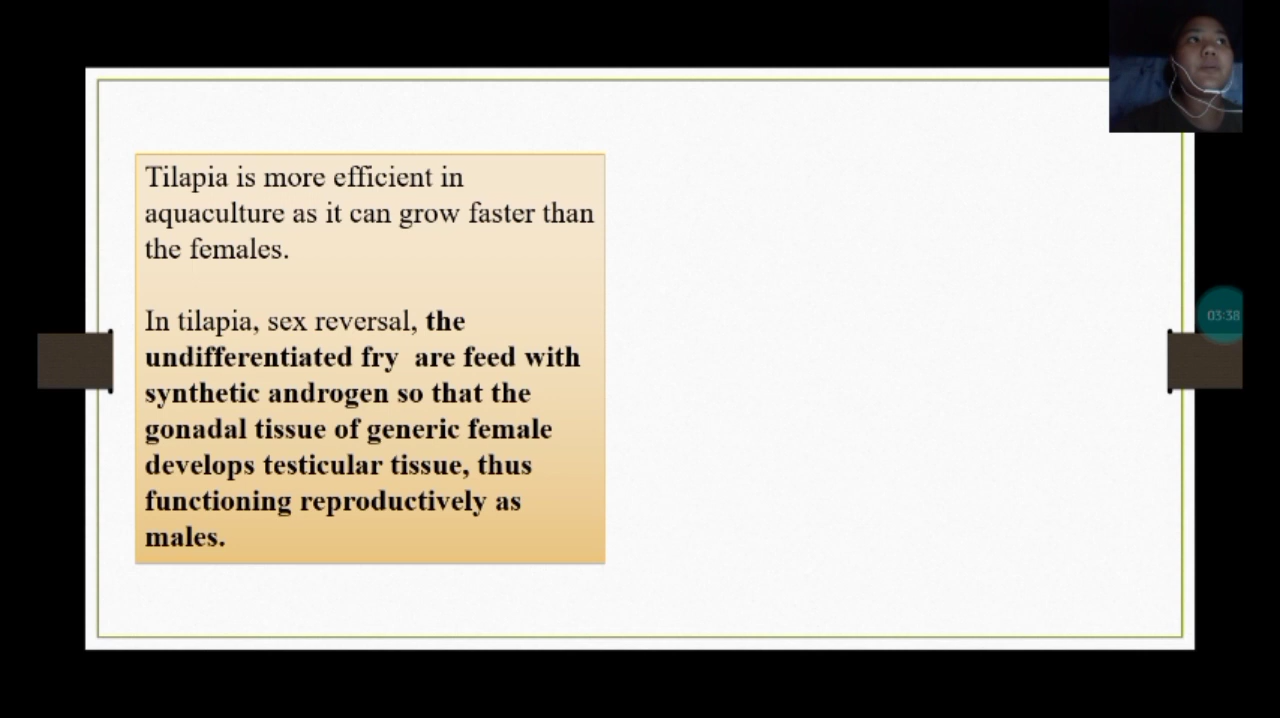 Tilapia is more efficient in
aquaculture as it can grow faster than
the females.
In tilapia, sex reversal, the
undifferentiated fry  are feed with
synthetic androgen so that the
gonadal tissue of generic female
develops testicular tissue, thus
functioning reproductively as
males.
03:38